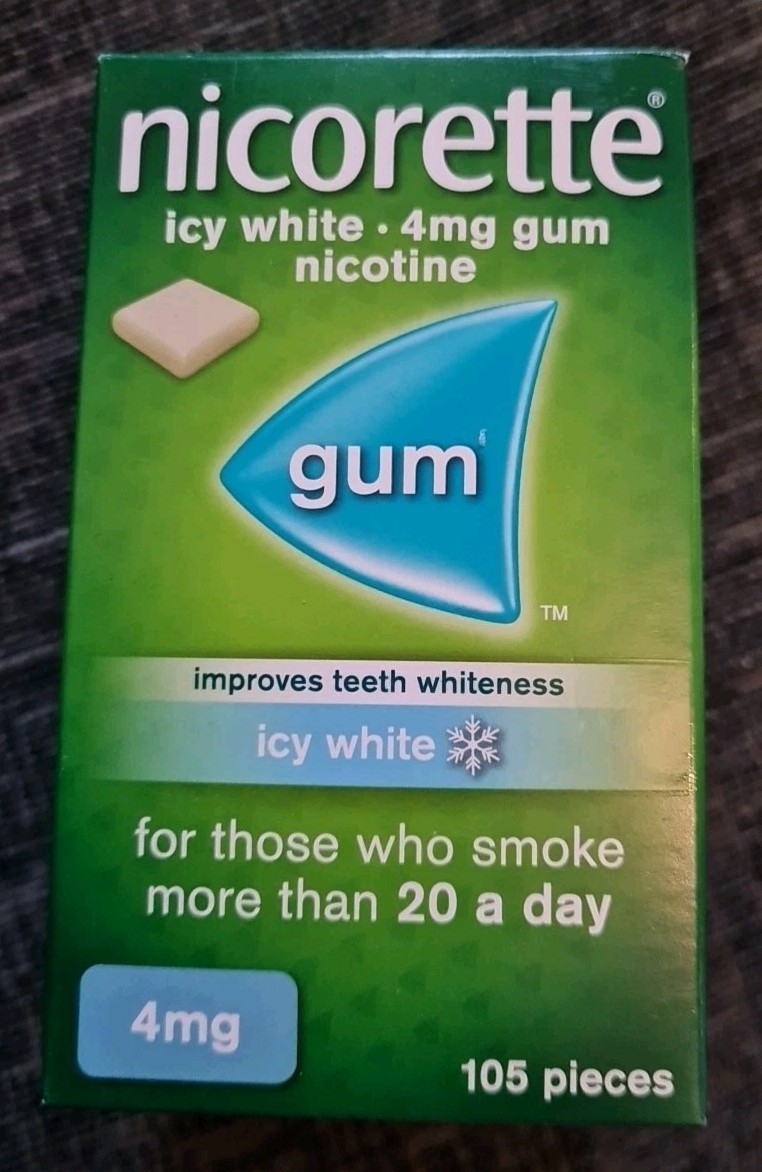 nicorette®
icy white • 4mg gum
nicotine
gum
TM
improves teeth whiteness
icy white
for those who smoke
more than 20 a day
4mg
105 pieces